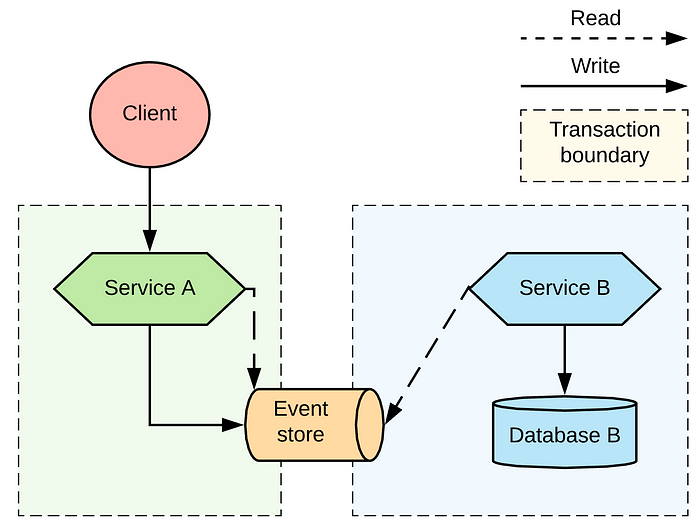 Read
Write
Transaction
boundary
Client
Service A
Service B
Event
store
Database B